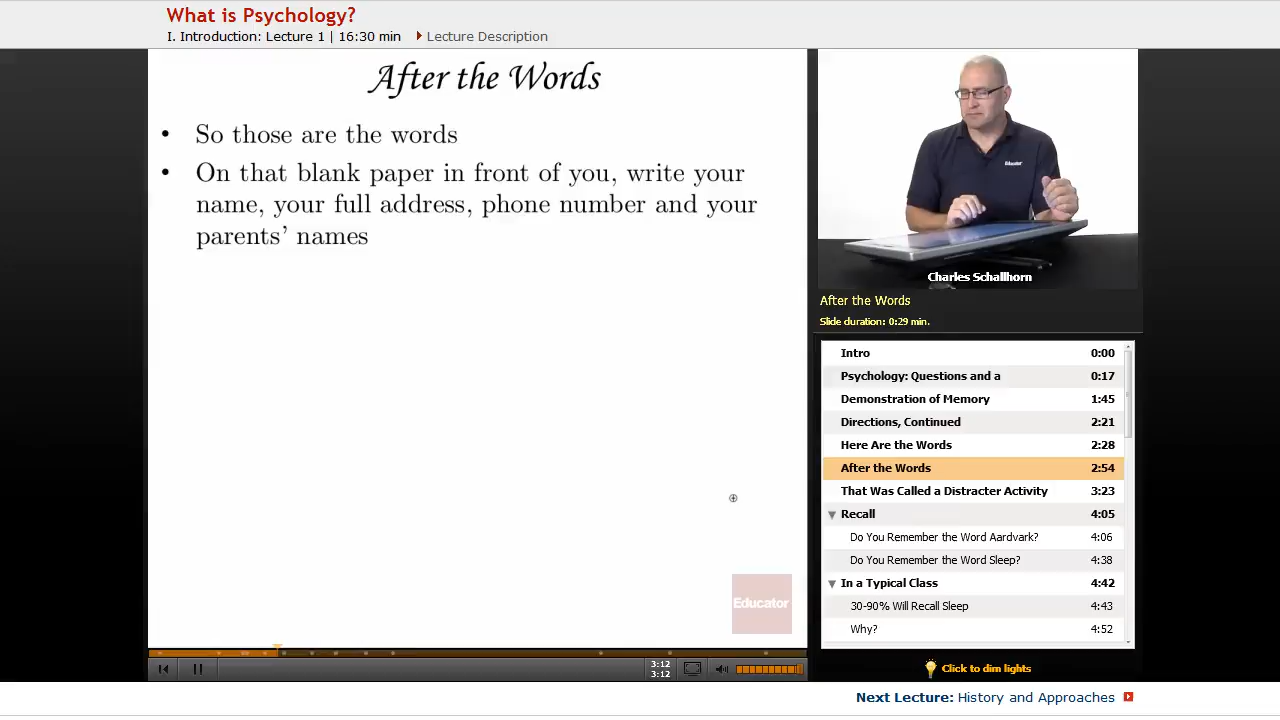 What is Psychology?
I. Introduction: Lecture 1 | 16:30 min Lecture Description
After the Words
• So those are the words
• On that blank paper in front of you, write your
name, your full address, phone number and your
parents' names
Educator
3:12
3:12
Educator
Charles Schallhorn
After the Words
Slide duration: 0:29 min.
Intro 0:00
Psychology: Questions and a 0:17
Demonstration of Memory 1:45
Directions, Continued 2:21
Here Are the Words 2:28
After the Words 2:54
That Was Called a Distracter Activity 3:23
Recall 4:05
Do You Remember the Word Aardvark? 4:06
Do You Remember the Word Sleep? 4:38
In a Typical Class 4:42
30-90% Will Recall Sleep 4:43
Why? 4:52
Click to dim lights
Next Lecture: History and Approaches